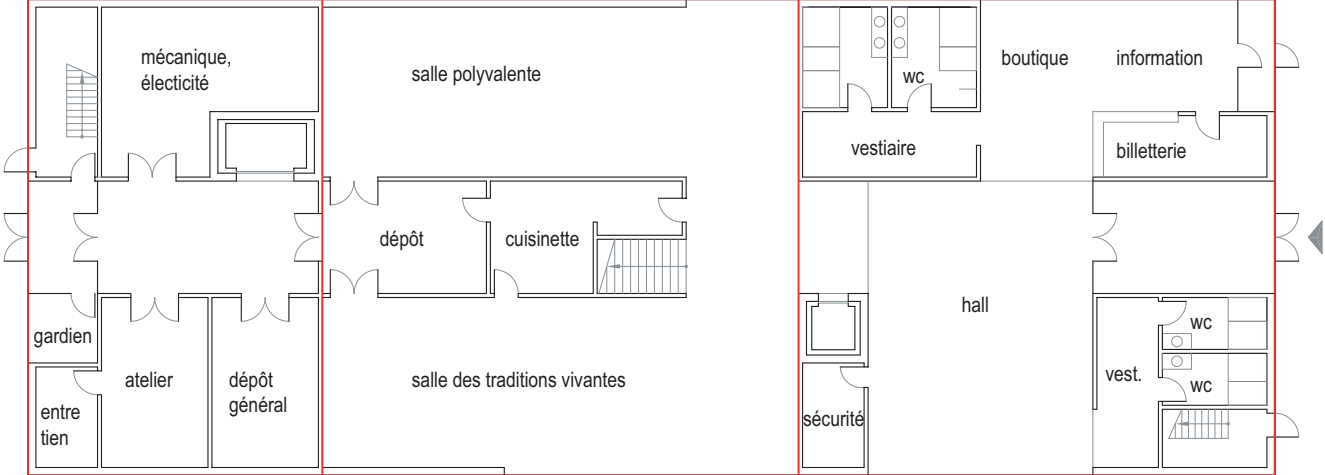 mécanique,
électicité
salle polyvalente
wc
boutique
information
vestiaire
billetterie
dépôt
cuisinette
hall
gardien
wc
atelier
dépôt
général
salle des traditions vivantes
vest.
wc
entre
tien
sécurité